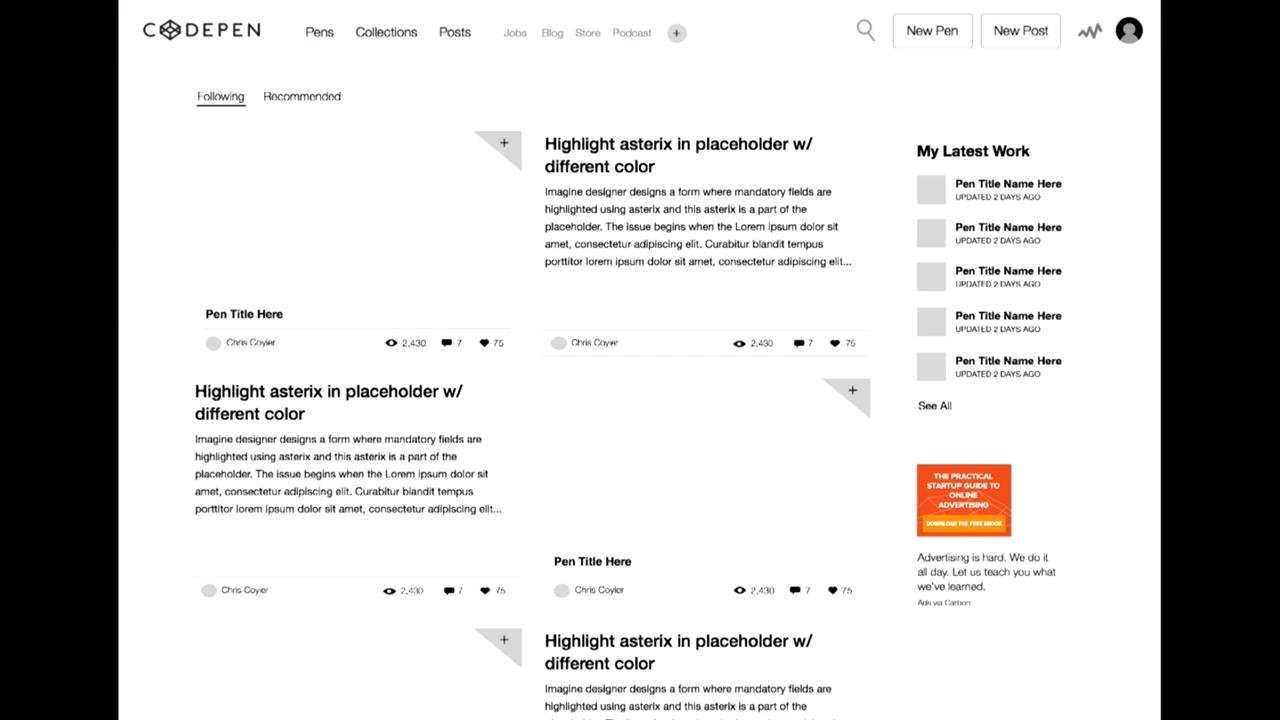 CODEPEN
Pens Collections Posts Jobs Blog Store Podcast +
New Pen New Post
Following Recommended
+
Pen Title Here
Chris Coyier 2,430 7 75
Highlight asterix in placeholder w/
different color
Imagine designer designs a form where mandatory fields are
highlighted using asterix and this asterix is a part of the
placeholder. The issue begins when the Lorem ipsum dolor sit
amet, consectetur adipiscing elit. Curabitur blandit tempus
porttitor lorem ipsum dolor sit amet, consectetur adipiscing elit...
Chris Coyier 2,430 7 75
Highlight asterix in placeholder w/
different color
Imagine designer designs a form where mandatory fields are
highlighted using asterix and this asterix is a part of the
placeholder. The issue begins when the Lorem ipsum dolor sit
amet, consectetur adipiscing elit. Curabitur blandit tempus
porttitor lorem ipsum dolor sit amet, consectetur adipiscing elit...
Chris Coyier 2,430 7 75
+
Pen Title Here
Chris Coyier 2,430 7 75
+
Highlight asterix in placeholder w/
different color
Imagine designer designs a form where mandatory fields are
highlighted using asterix and this asterix is a part of the
My Latest Work
Pen Title Name Here
UPDATED 2 DAYS AGO
Pen Title Name Here
UPDATED 2 DAYS AGO
Pen Title Name Here
UPDATED 2 DAYS AGO
Pen Title Name Here
UPDATED 2 DAYS AGO
Pen Title Name Here
UPDATED 2 DAYS AGO
See All
THE PRACTICAL
STARTUP GUIDE TO
ONLINE
ADVERTISING
DOWNLOAD THE FREE EBOOK
Advertising is hard. We do it
all day. Let us teach you what
we've learned.
Ads via Carbon